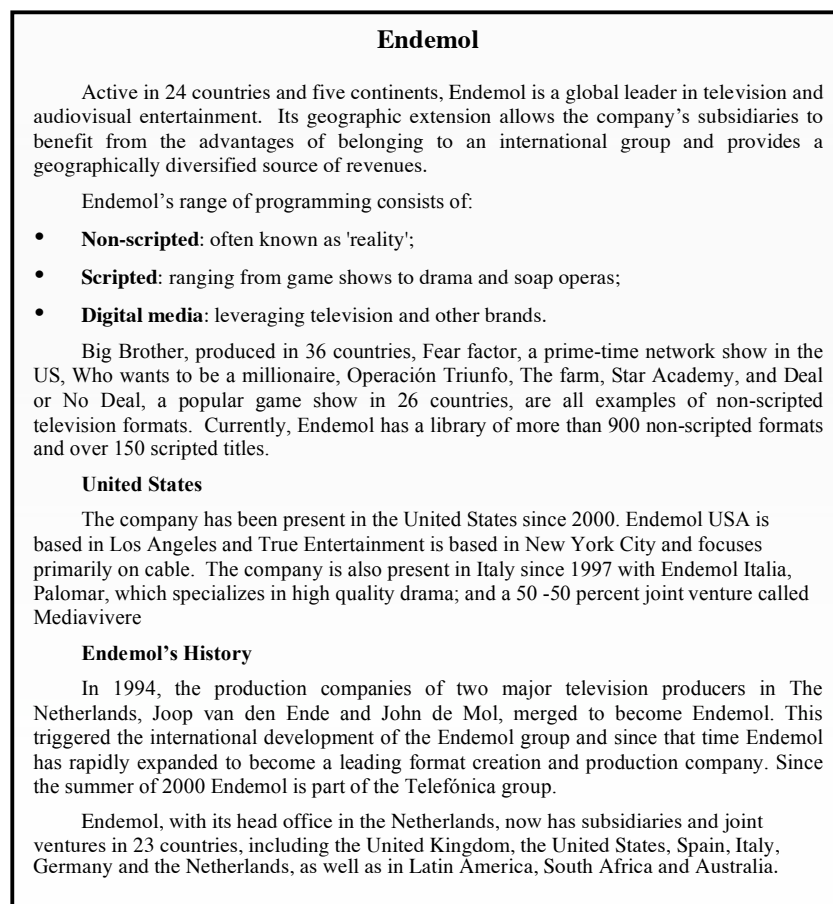 Endemol
Active in 24 countries and five continents, Endemol is a global leader in television and
audiovisual entertainment. Its geographic extension allows the company's subsidiaries to
benefit from the advantages of belonging to an international group and provides a
geographically diversified source of revenues.
Endemol's range of programming consists of:
• Non-scripted: often known as 'reality';
• Scripted: ranging from game shows to drama and soap operas;
• Digital media: leveraging television and other brands.
Big Brother, produced in 36 countries, Fear factor, a prime-time network show in the
US, Who wants to be a millionaire, Operación Triunfo, The farm, Star Academy, and Deal
or No Deal, a popular game show in 26 countries, are all examples of non-scripted
television formats. Currently, Endemol has a library of more than 900 non-scripted formats
and over 150 scripted titles.
United States
The company has been present in the United States since 2000. Endemol USA is
based in Los Angeles and True Entertainment is based in New York City and focuses
primarily on cable. The company is also present in Italy since 1997 with Endemol Italia,
Palomar, which specializes in high quality drama; and a 50 -50 percent joint venture called
Mediavivere
Endemol's History
In 1994, the production companies of two major television producers in The
Netherlands, Joop van den Ende and John de Mol, merged to become Endemol. This
triggered the international development of the Endemol group and since that time Endemol
has rapidly expanded to become a leading format creation and production company. Since
the summer of 2000 Endemol is part of the Telefónica group.
Endemol, with its head office in the Netherlands, now has subsidiaries and joint
ventures in 23 countries, including the United Kingdom, the United States, Spain, Italy,
Germany and the Netherlands, as well as in Latin America, South Africa and Australia.